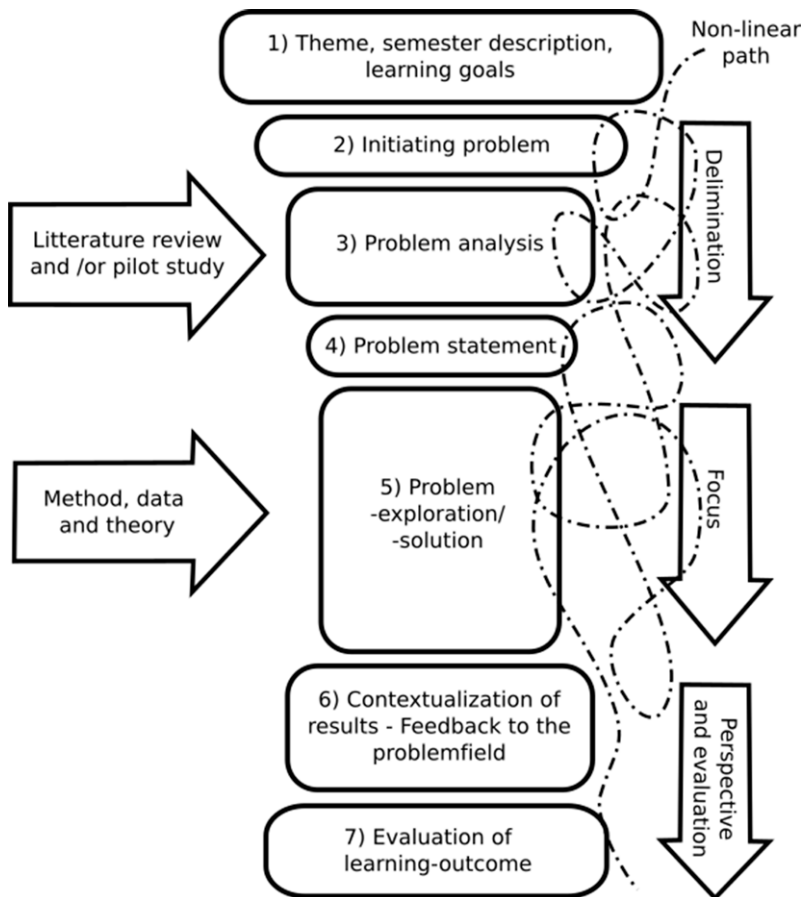 1) Theme, semester description,
learning goals
Non-linear
path
2) Initiating problem
Delimination
Litterature review
and /or pilot study
3) Problem analysis
4) Problem statement
Method, data
and theory
5) Problem
-exploration/
-solution
Focus
6) Contextualization of
results - Feedback to the
problemfield
Perspective
and evaluation
7) Evaluation of
learning-outcome